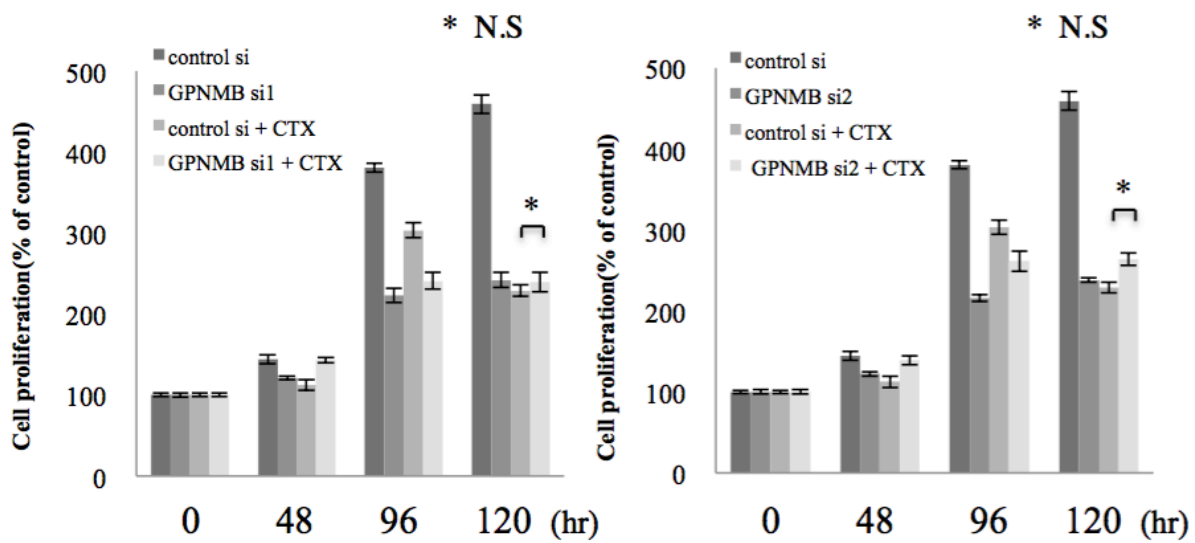 * N.S
control si
GPNMB si1
control si + CTX
GPNMB si1 + CTX
Cell proliferation(% of control)
500
400
300
200
100
0
*
0 48 96 120 (hr)
* N.S
control si
GPNMB si2
control si + CTX
GPNMB si2 + CTX
Cell proliferation(% of control)
500
400
300
200
100
0
*
0 48 96 120 (hr)